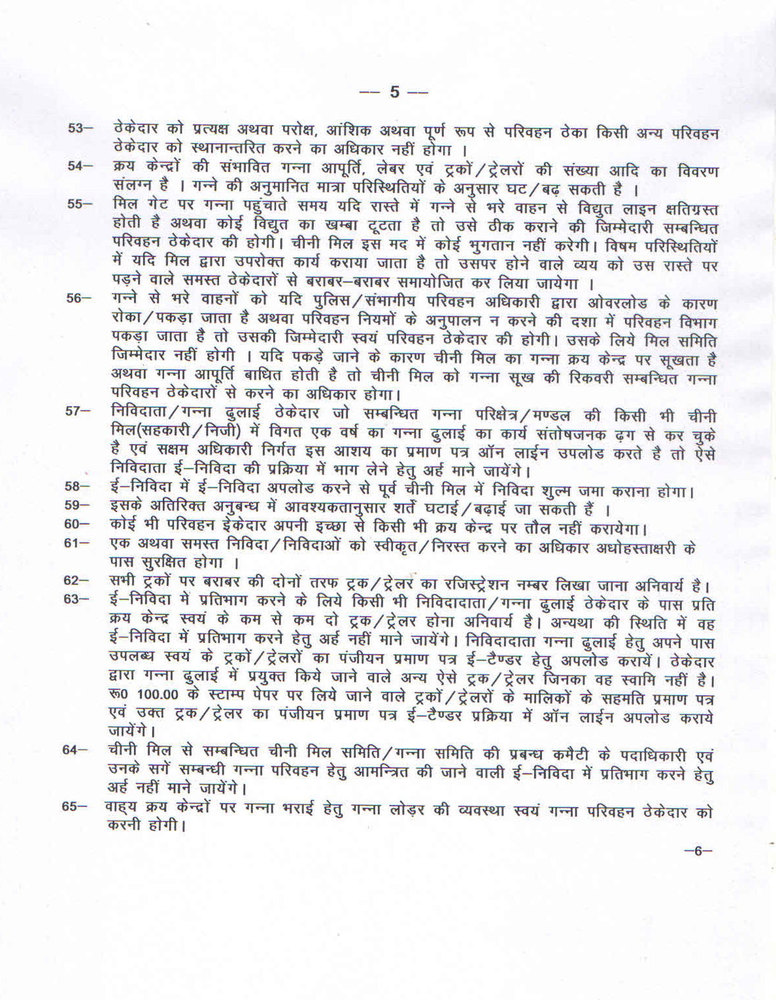 –– 5 ––
53– ठेकेदार को प्रत्यक्ष अथवा परोक्ष, आंशिक अथवा पूर्ण रूप से परिवहन ठेका किसी अन्य परिवहन
ठेकेदार को स्थानान्तरित करने का अधिकार नहीं होगा ।
54– क्रय केन्द्रों की संभावित गन्ना आपूर्ति, लेबर एवं ट्रकों/ट्रेलरों की संख्या आदि का विवरण
संलग्न है । गन्ने की अनुमानित मात्रा परिस्थितियों के अनुसार घट/बढ़ सकती है ।
55– मिल गेट पर गन्ना पहुंचाते समय यदि रास्ते में गन्ने से भरे वाहन से विद्युत लाइन क्षतिग्रस्त
होती है अथवा कोई विद्युत का खम्बा टूटता है तो उसे ठीक कराने की जिम्मेदारी सम्बन्धित
परिवहन ठेकेदार की होगी। चीनी मिल इस मद में कोई भुगतान नहीं करेगी। विषम परिस्थितियों
में यदि मिल द्वारा उपरोक्त कार्य कराया जाता है तो उसपर होने वाले व्यय को उस रास्ते पर
पड़ने वाले समस्त ठेकेदारों से बराबर–बराबर समायोजित कर लिया जायेगा ।
56– गन्ने से भरे वाहनों को यदि पुलिस/संभागीय परिवहन अधिकारी द्वारा ओवरलोड के कारण
रोका/पकड़ा जाता है अथवा परिवहन नियमों के अनुपालन न करने की दशा में परिवहन विभाग
पकड़ा जाता है तो उसकी जिम्मेदारी स्वयं परिवहन ठेकेदार की होगी। उसके लिये मिल समिति
जिम्मेदार नहीं होगी । यदि पकड़े जाने के कारण चीनी मिल का गन्ना क्रय केन्द्र पर सूखता है
अथवा गन्ना आपूर्ति बाधित होती है तो चीनी मिल को गन्ना सूख की रिकवरी सम्बन्धित गन्ना
परिवहन ठेकेदारों से करने का अधिकार होगा।
57– निविदाता/गन्ना ढुलाई ठेकेदार जो सम्बन्धित गन्ना परिक्षेत्र/मण्डल की किसी भी चीनी
मिल(सहकारी/निजी) में विगत एक वर्ष का गन्ना ढुलाई का कार्य संतोषजनक ढ़ग से कर चुके
है एवं सक्षम अधिकारी निर्गत इस आशय का प्रमाण पत्र ऑन लाईन उपलोड करते है तो ऐसे
निविदाता ई–निविदा की प्रक्रिया में भाग लेने हेतु अर्ह माने जायेंगे।
58– ई–निविदा में ई–निविदा अपलोड करने से पूर्व चीनी मिल में निविदा शुल्म जमा कराना होगा।
59– इसके अतिरिक्त अनुबन्ध में आवश्यकतानुसार शर्तें घटाई/बढ़ाई जा सकती हैं ।
60– कोई भी परिवहन इेकेदार अपनी इच्छा से किसी भी क्रय केन्द्र पर तौल नहीं करायेगा।
61– एक अथवा समस्त निविदा/निविदाओं को स्वीकृत/निरस्त करने का अधिकार अधोहस्ताक्षरी के
पास सुरक्षित होगा ।
62– सभी ट्रकों पर बराबर की दोनों तरफ ट्रक/ट्रेलर का रजिस्ट्रेशन नम्बर लिखा जाना अनिवार्य है।
63– ई–निविदा में प्रतिभाग करने के लिये किसी भी निविदादाता/गन्ना ढुलाई ठेकेदार के पास प्रति
क्रय केन्द्र स्वयं के कम से कम दो ट्रक/ट्रेलर होना अनिवार्य है। अन्यथा की स्थिति में वह
ई–निविदा में प्रतिभाग करने हेतु अर्ह नहीं माने जायेंगे। निविदादाता गन्ना ढुलाई हेतु अपने पास
उपलब्ध स्वयं के ट्रकों/ट्रेलरों का पंजीयन प्रमाण पत्र ई–टैण्डर हेतु अपलोड करायें। ठेकेदार
द्वारा गन्ना ढुलाई में प्रयुक्त किये जाने वाले अन्य ऐसे ट्रक/ट्रेलर जिनका वह स्वामि नहीं है।
रू0 100.00 के स्टाम्प पेपर पर लिये जाने वाले ट्रकों/ट्रेलरों के मालिकों के सहमति प्रमाण पत्र
एवं उक्त ट्रक/ट्रेलर का पंजीयन प्रमाण पत्र ई–टैण्डर प्रक्रिया में ऑन लाईन अपलोड कराये
जायेंगे।
64– चीनी मिल से सम्बन्धित चीनी मिल समिति/गन्ना समिति की प्रबन्ध कमैटी के पदाधिकारी एवं
उनके सगें सम्बन्धी गन्ना परिवहन हेतु आमन्त्रित की जाने वाली ई–निविदा में प्रतिभाग करने हेतु
अर्ह नहीं माने जायेंगे।
65– वाह्य क्रय केन्द्रों पर गन्ना भराई हेतु गन्ना लोड़र की व्यवस्था स्वयं गन्ना परिवहन ठेकेदार को
करनी होगी।
–6–